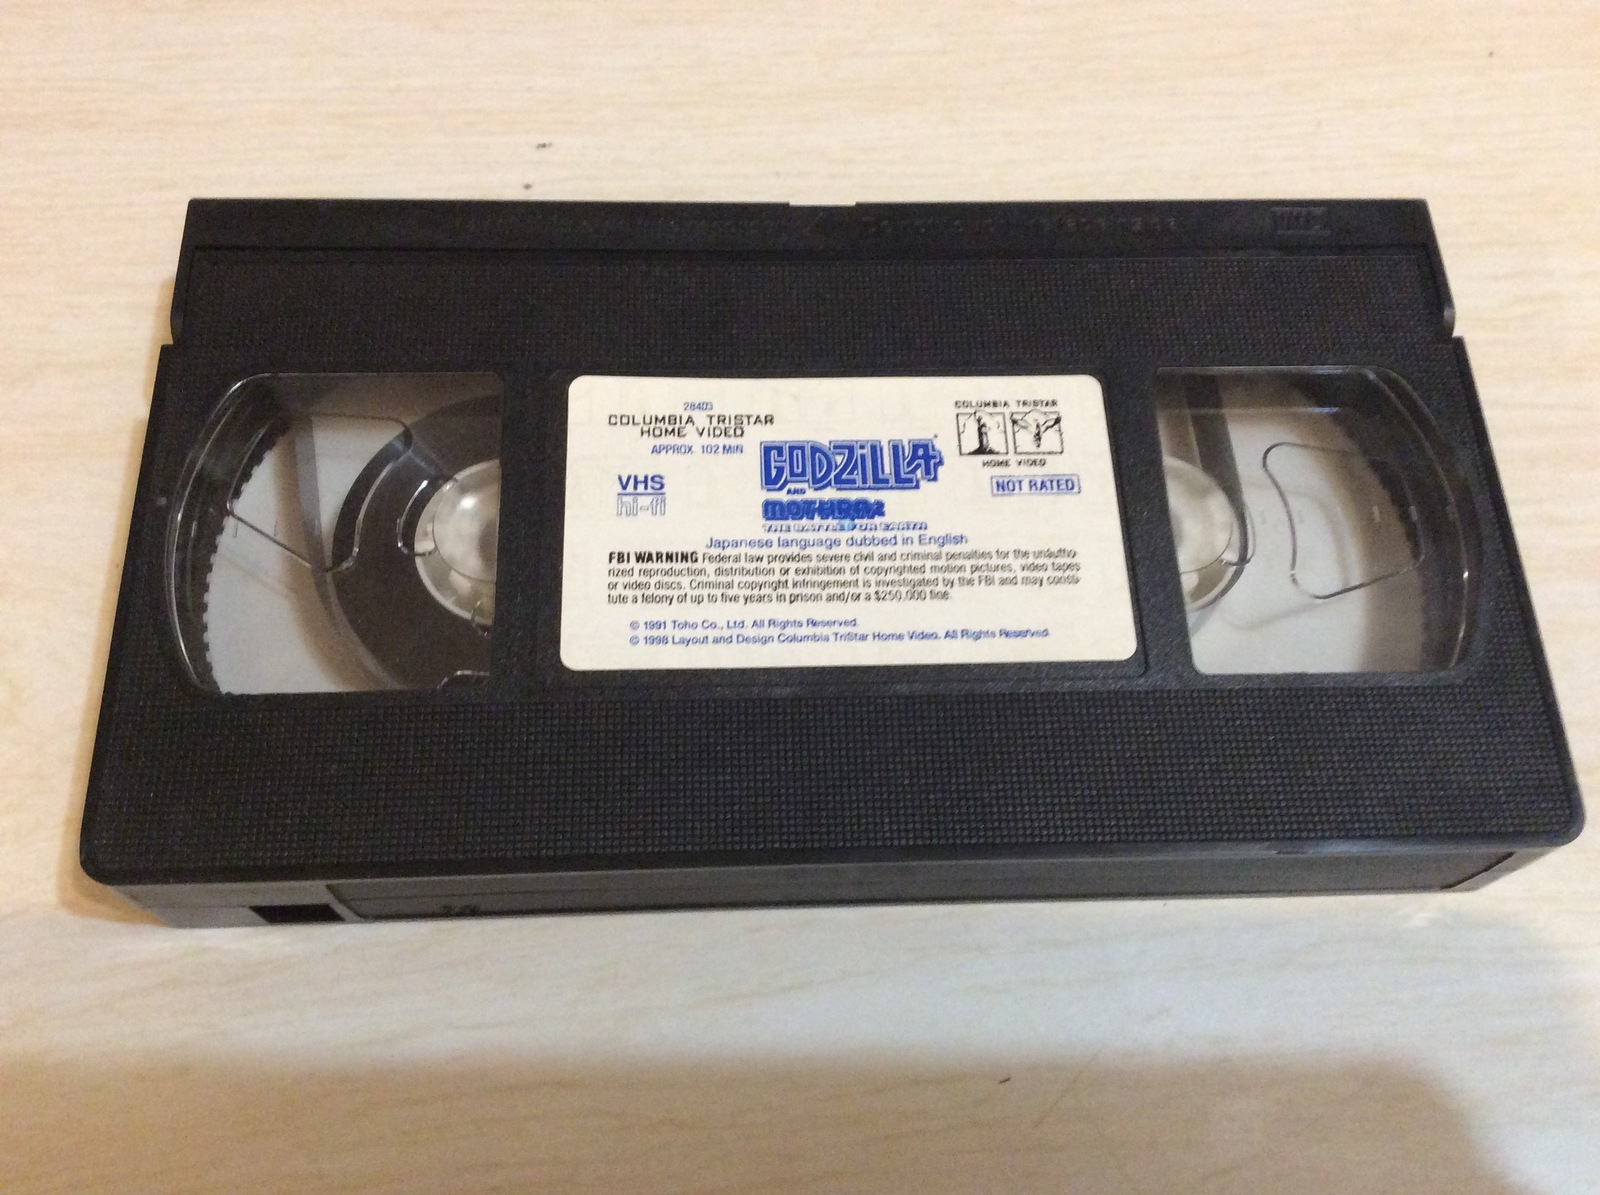 28403
COLUMBIA TRISTAR
HOME VIDEO
APPROX. 102 MIN
VHS
hi-fi
GODZILLA
AND
MOTHRA:
THE BATTLE FOR EARTH
COLUMBIA TRISTAR
HOME VIDEO
NOT RATED
Japanese language dubbed in English
FBI WARNING Federal law provides severe civil and criminal penalties for the unautho-
rized reproduction, distribution or exhibition of copyrighted motion pictures, video tapes
or video discs. Criminal copyright infringement is investigated by the FBI and may consti-
tute a felony of up to five years in prison and/or a $250,000 fine.
© 1991 Toho Co., Ltd. All Rights Reserved.
© 1998 Layout and Design Columbia TriStar Home Video. All Rights Reserved.